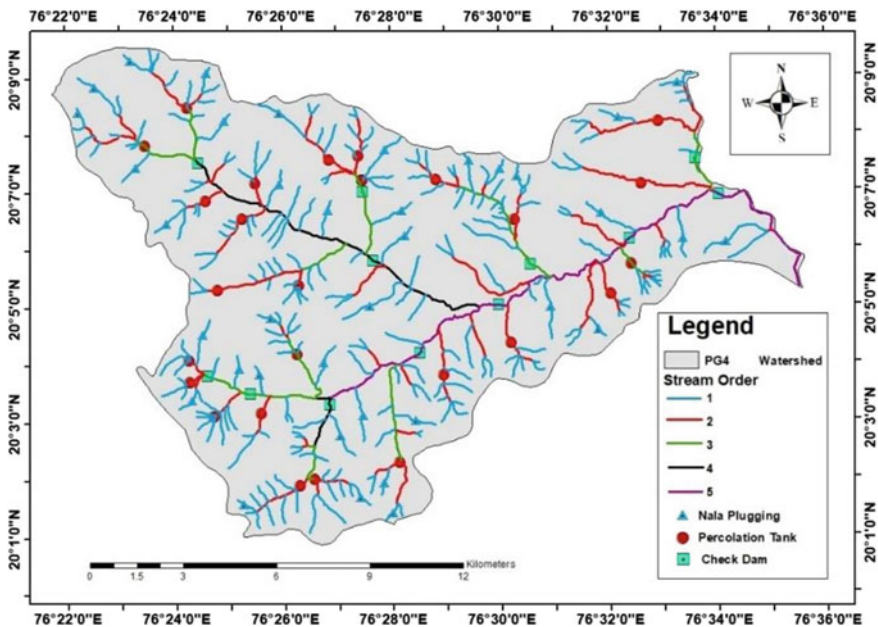 76°22'0"E 76°24'0"E 76°26'0"E 76°28'0"E 76°30'0"E 76°32'0"E 76°34'0"E 76°36'0"E
20°9'0"N 20°9'0"N
N
W E
S
20°7'0"N 20°7'0"N
20°5'0"N 20°5'0"N
Legend
PG4 Watershed
Stream Order
1
2
20°3'0"N 20°3'0"N
3
4
5
Nala Plugging
20°1'0"N 20°1'0"N
Percolation Tank
Check Dam
Kilometers
0 1.5 3 6 9 12
76°22'0"E 76°24'0"E 76°26'0"E 76°28'0"E 76°30'0"E 76°32'0"E 76°34'0"E 76°36'0"E